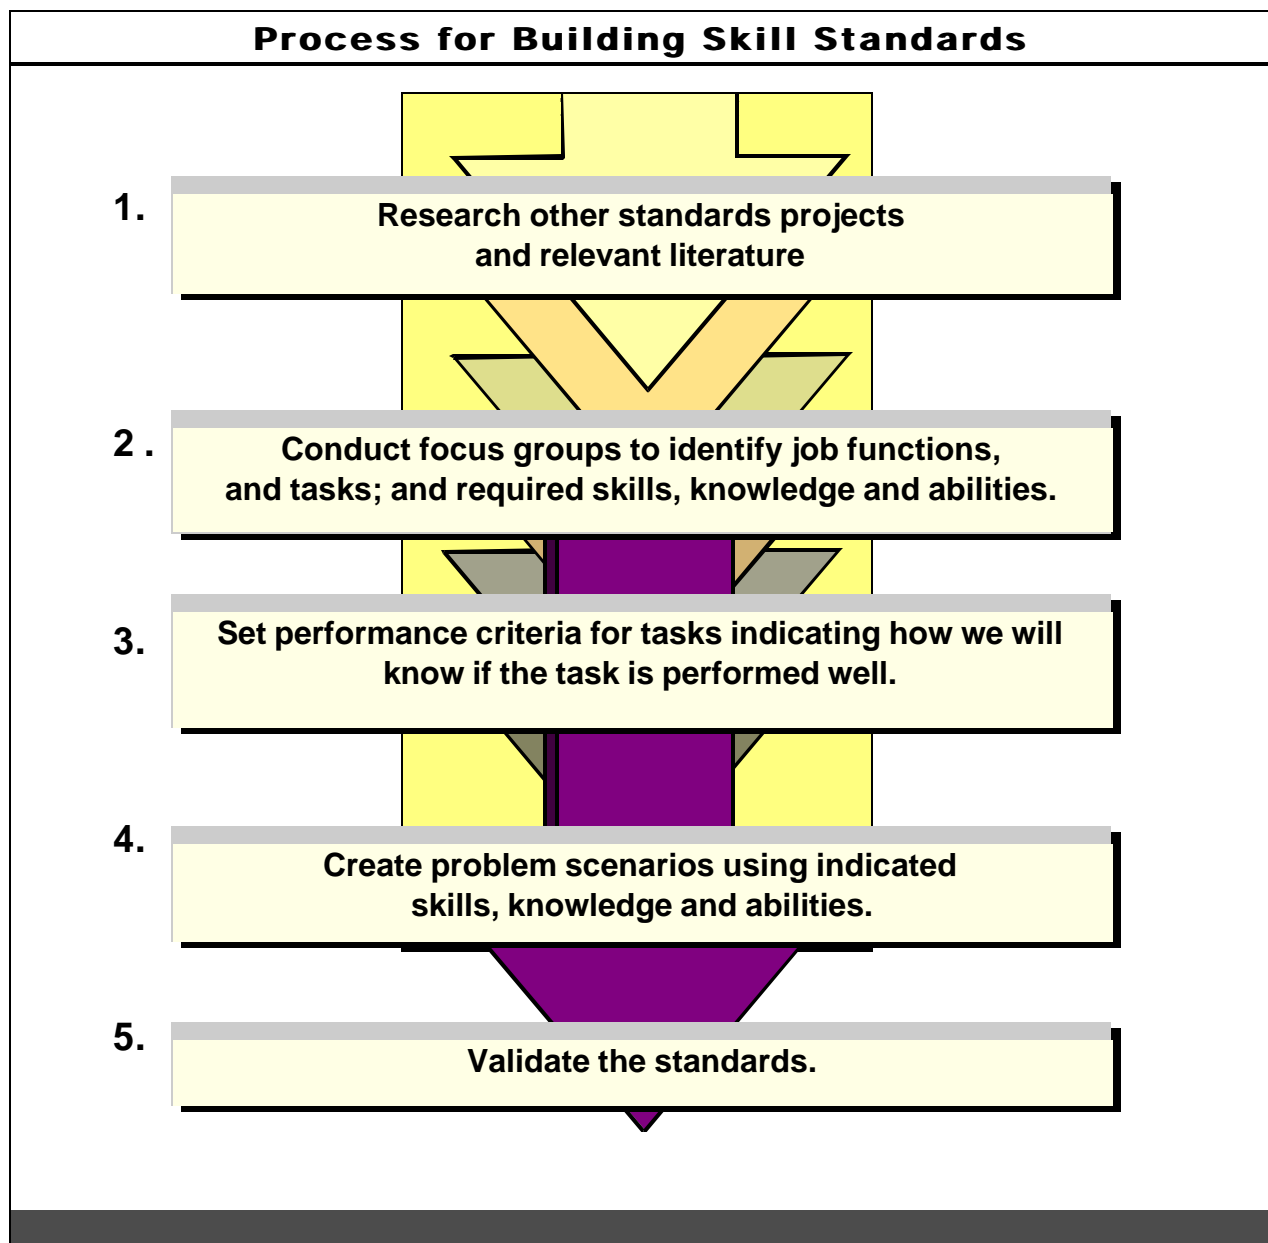 Process for Building Skill Standards
1.
Research other standards projects
and relevant literature
2.
Conduct focus groups to identify job functions,
and tasks; and required skills, knowledge and abilities.
3.
Set performance criteria for tasks indicating how we will
know if the task is performed well.
4.
Create problem scenarios using indicated
skills, knowledge and abilities.
5.
Validate the standards.